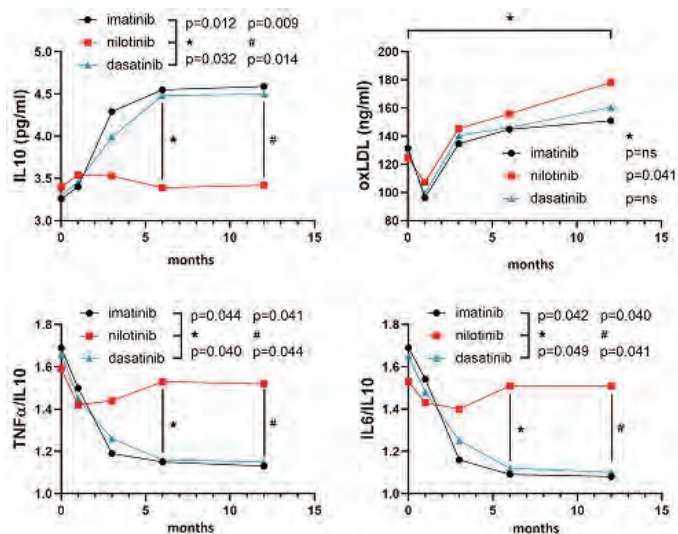 imatinib p=0.012 p=0.009
nilotinib * #
dasatinib p=0.032 p=0.014
IL10 (pg/ml)
5.0
4.5
4.0
3.5
3.0
* #
0 5 10 15
months
*
oxLDL (ng/ml)
200
180
160
140
120
100
80
*
imatinib p=ns
nilotinib p=0.041
dasatinib p=ns
0 5 10 15
months
imatinib p=0.044 p=0.041
nilotinib * #
dasatinib p=0.040 p=0.044
TNFα/IL10
1.8
1.6
1.4
1.2
1.0
* #
0 5 10 15
months
imatinib p=0.042 p=0.040
nilotinib * #
dasatinib p=0.049 p=0.041
IL6/IL10
1.8
1.6
1.4
1.2
1.0
* #
0 5 10 15
months